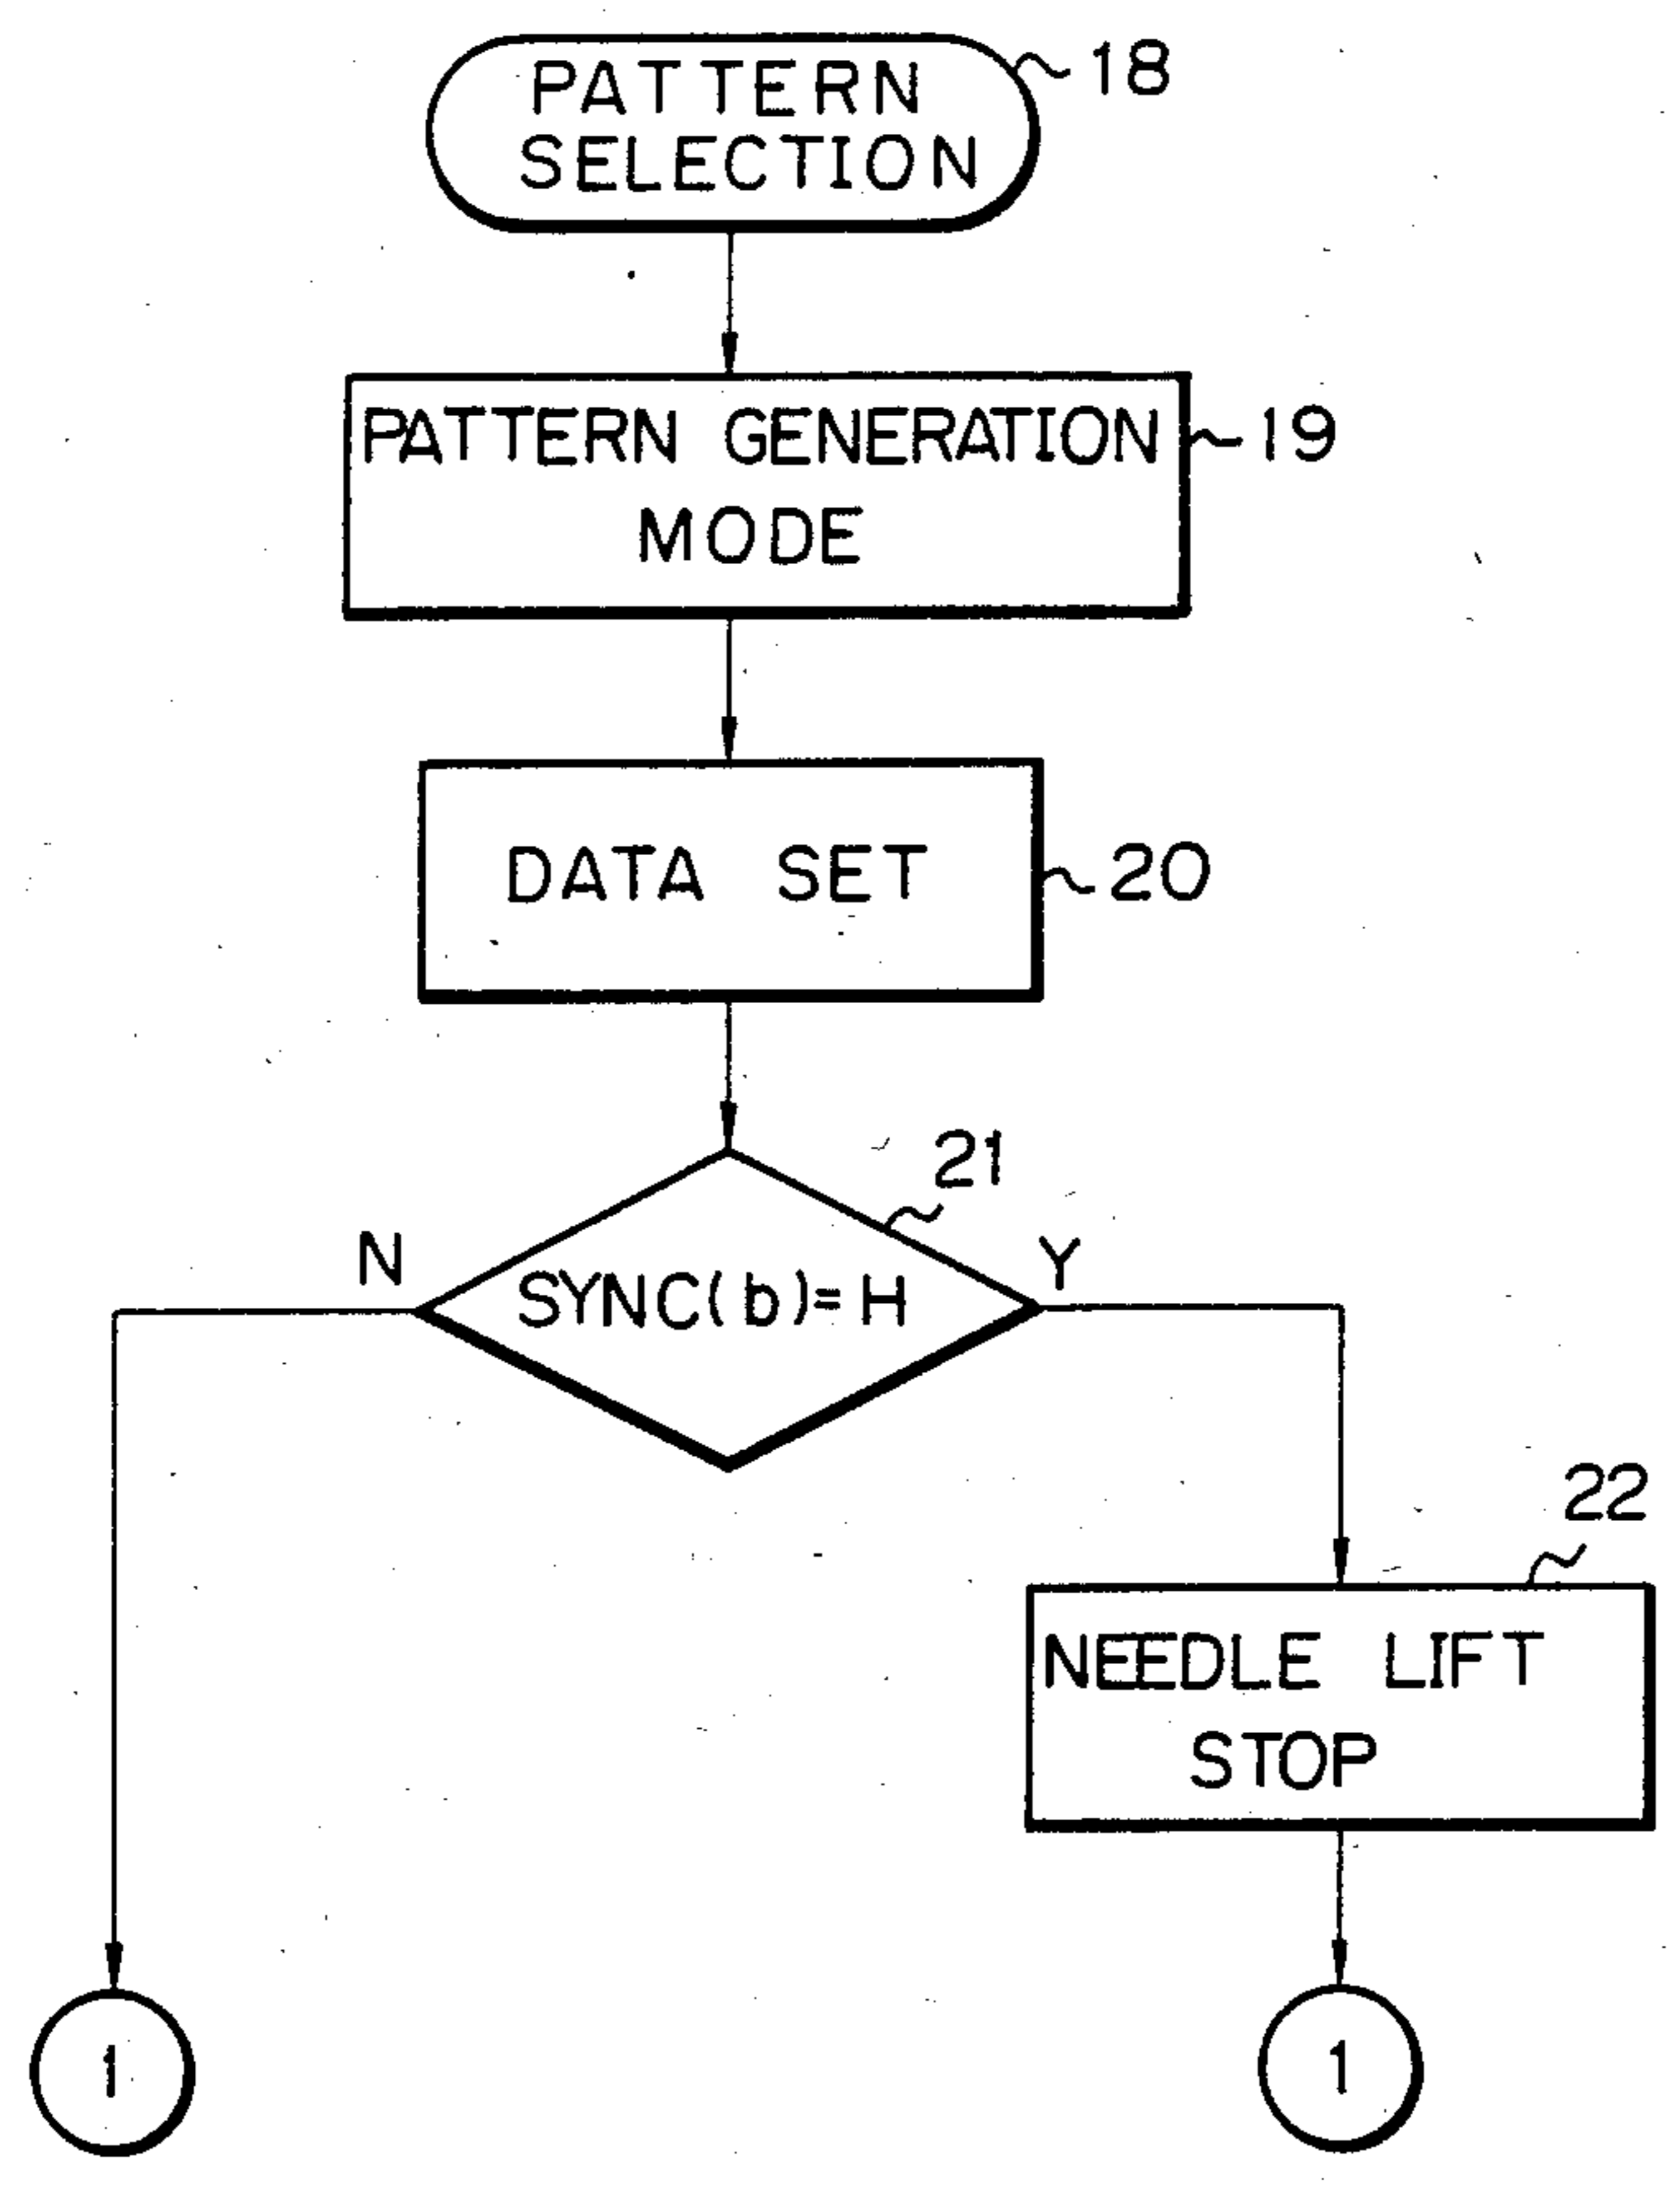 PATTERN
SELECTION
18
PATTERN GENERATION
MODE
19
DATA SET
20
21
N
SYNC(b)=H
Y
22
NEEDLE LIFT
STOP
1
1